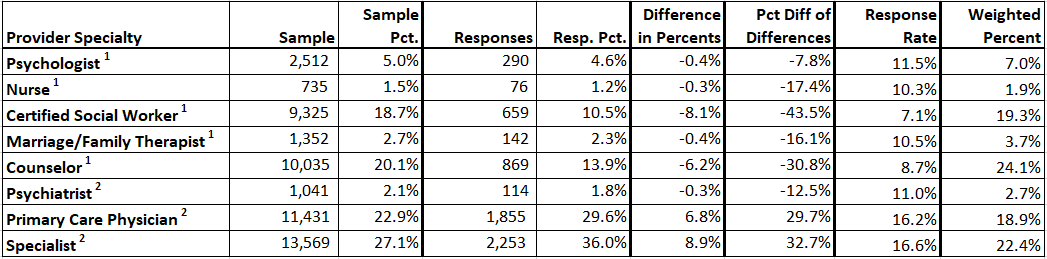 Provider Specialty Sample Sample Pct. Responses Resp. Pct. Difference in Percents Pct Diff of Differences Response Rate Weighted Percent
Psychologist 1 2,512 5.0% 290 4.6% -0.4% -7.8% 11.5% 7.0%
Nurse 1 735 1.5% 76 1.2% -0.3% -17.4% 10.3% 1.9%
Certified Social Worker 1 9,325 18.7% 659 10.5% -8.1% -43.5% 7.1% 19.3%
Marriage/Family Therapist 1 1,352 2.7% 142 2.3% -0.4% -16.1% 10.5% 3.7%
Counselor 1 10,035 20.1% 869 13.9% -6.2% -30.8% 8.7% 24.1%
Psychiatrist 2 1,041 2.1% 114 1.8% -0.3% -12.5% 11.0% 2.7%
Primary Care Physician 2 11,431 22.9% 1,855 29.6% 6.8% 29.7% 16.2% 18.9%
Specialist 2 13,569 27.1% 2,253 36.0% 8.9% 32.7% 16.6% 22.4%